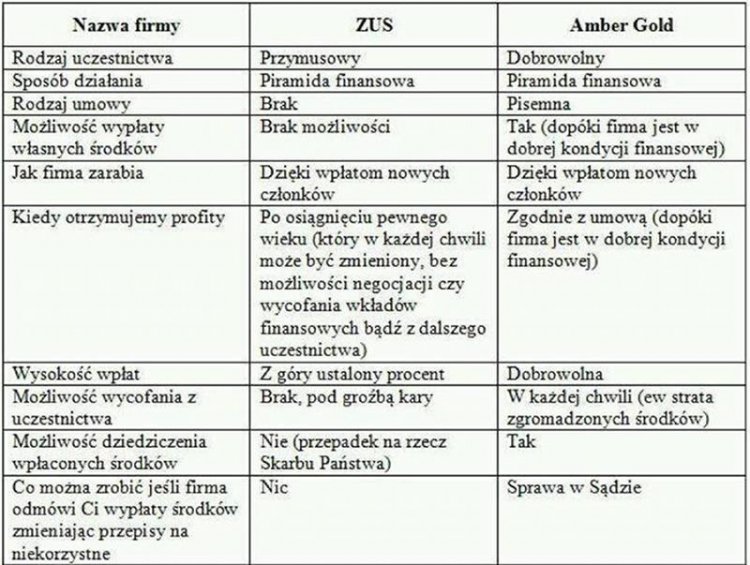 Nazwa firmy ZUS Amber Gold
Rodzaj uczestnictwa Przymusowy Dobrowolny
Sposób działania Piramida finansowa Piramida finansowa
Rodzaj umowy Brak Pisemna
Możliwość wypłaty Brak możliwości Tak (dopóki firma jest w
własnych środków dobrej kondycji finansowej)
Jak firma zarabia Dzięki wpłatom nowych Dzięki wpłatom nowych
członków członków
Kiedy otrzymujemy profity Po osiągnięciu pewnego Zgodnie z umową (dopóki
wieku (który w każdej chwili firma jest w dobrej kondycji
może być zmieniony, bez finansowej)
możliwości negocjacji czy
wycofania wkładów
finansowych bądź z dalszego
uczestnictwa)
Wysokość wpłat Z góry ustalony procent Dobrowolna
Możliwość wycofania z Brak, pod groźbą kary W każdej chwili (ew strata
uczestnictwa zgromadzonych środków)
Możliwość dziedziczenia Nie (przepadek na rzecz Tak
wpłaconych środków Skarbu Państwa)
Co można zrobić jeśli firma Nic Sprawa w Sądzie
odmówi Ci wypłaty środków
zmieniając przepisy na
niekorzystne